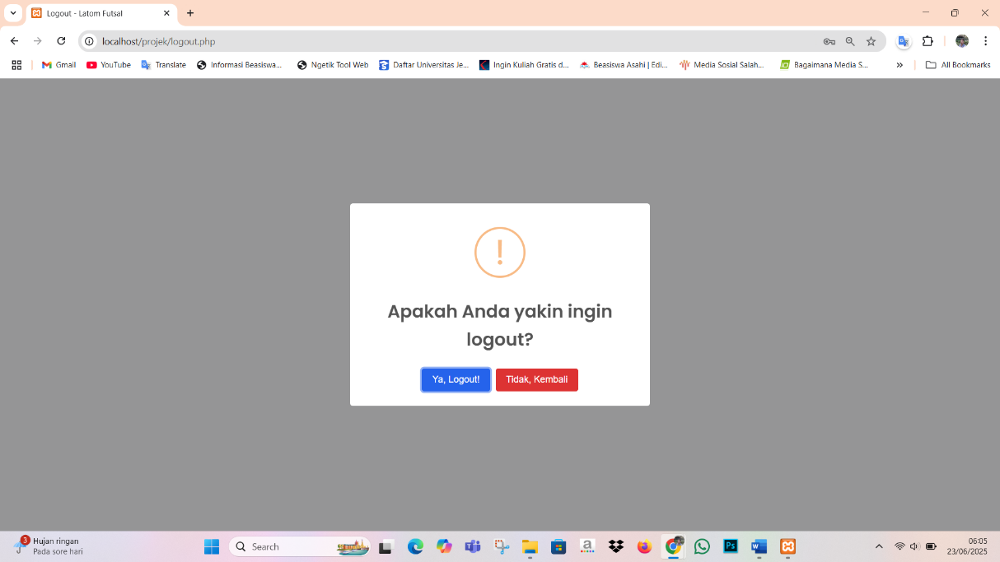 Logout - Latom Futsal
localhost/projek/logout.php
Gmail
YouTube
Translate
Informasi Beasiswa...
Ngetik Tool Web
Daftar Universitas Je...
Ingin Kuliah Gratis d...
Beasiswa Asahi | Edi...
Media Sosial Salah...
Bagaimana Media S...
»
All Bookmarks
!
Apakah Anda yakin ingin
logout?
Ya, Logout!
Tidak, Kembali
3
Hujan ringan
Pada sore hari
Search
a
Ps
W
06:05
23/06/2025